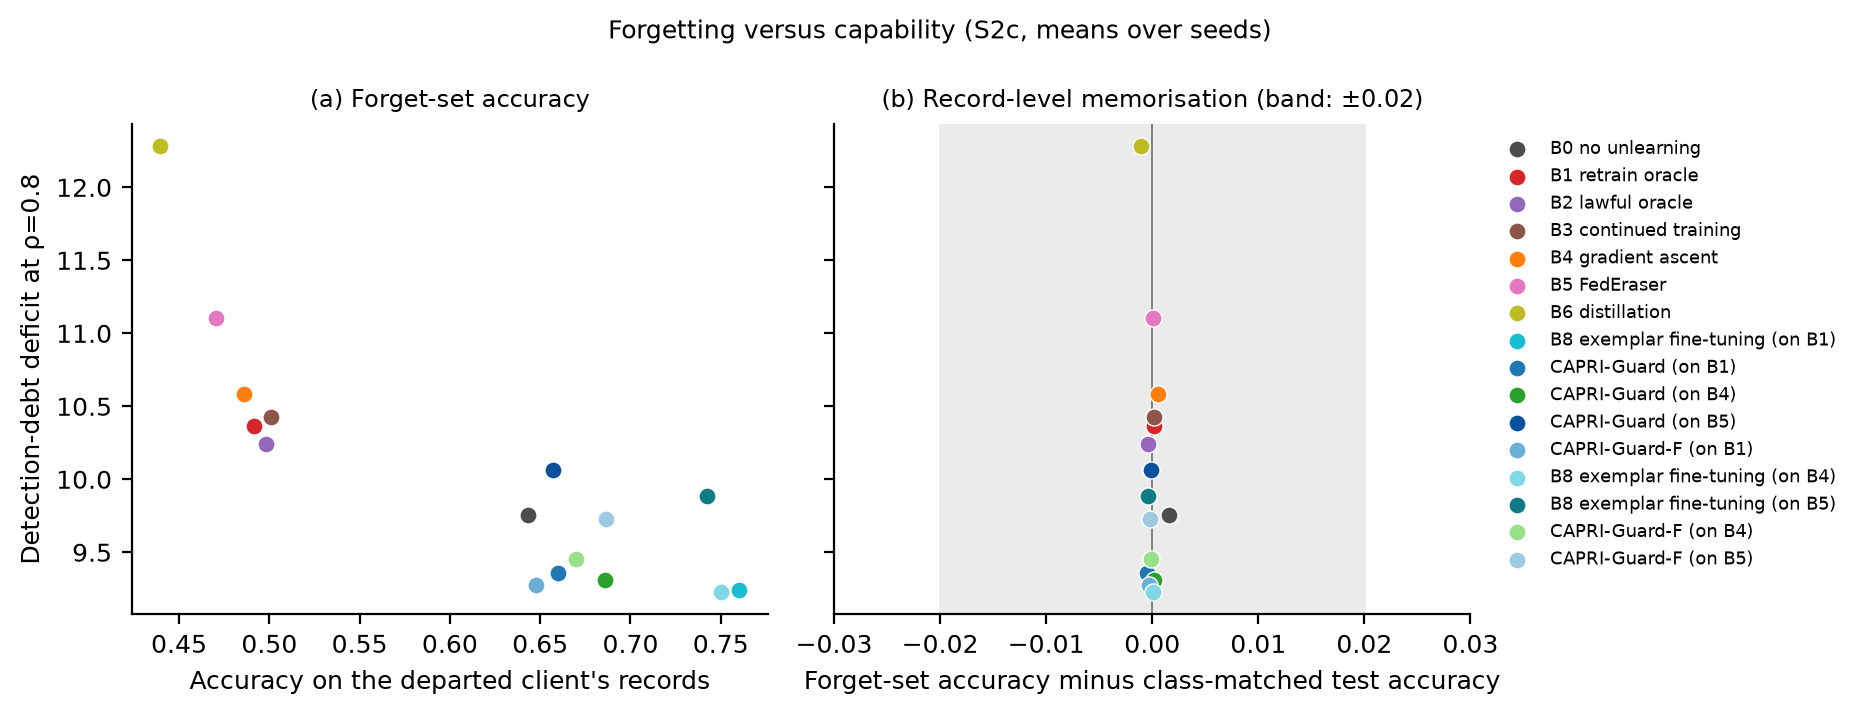 Forgetting versus capability (S2c, means over seeds)
(a) Forget-set accuracy
(b) Record-level memorisation (band: ±0.02)
Detection-debt deficit at ρ=0.8
12.0
11.5
11.0
10.5
10.0
9.5
0.45 0.50 0.55 0.60 0.65 0.70 0.75
Accuracy on the departed client's records
−0.03 −0.02 −0.01 0.00 0.01 0.02 0.03
Forget-set accuracy minus class-matched test accuracy
B0 no unlearning
B1 retrain oracle
B2 lawful oracle
B3 continued training
B4 gradient ascent
B5 FedEraser
B6 distillation
B8 exemplar fine-tuning (on B1)
CAPRI-Guard (on B1)
CAPRI-Guard (on B4)
CAPRI-Guard (on B5)
CAPRI-Guard-F (on B1)
B8 exemplar fine-tuning (on B4)
B8 exemplar fine-tuning (on B5)
CAPRI-Guard-F (on B4)
CAPRI-Guard-F (on B5)